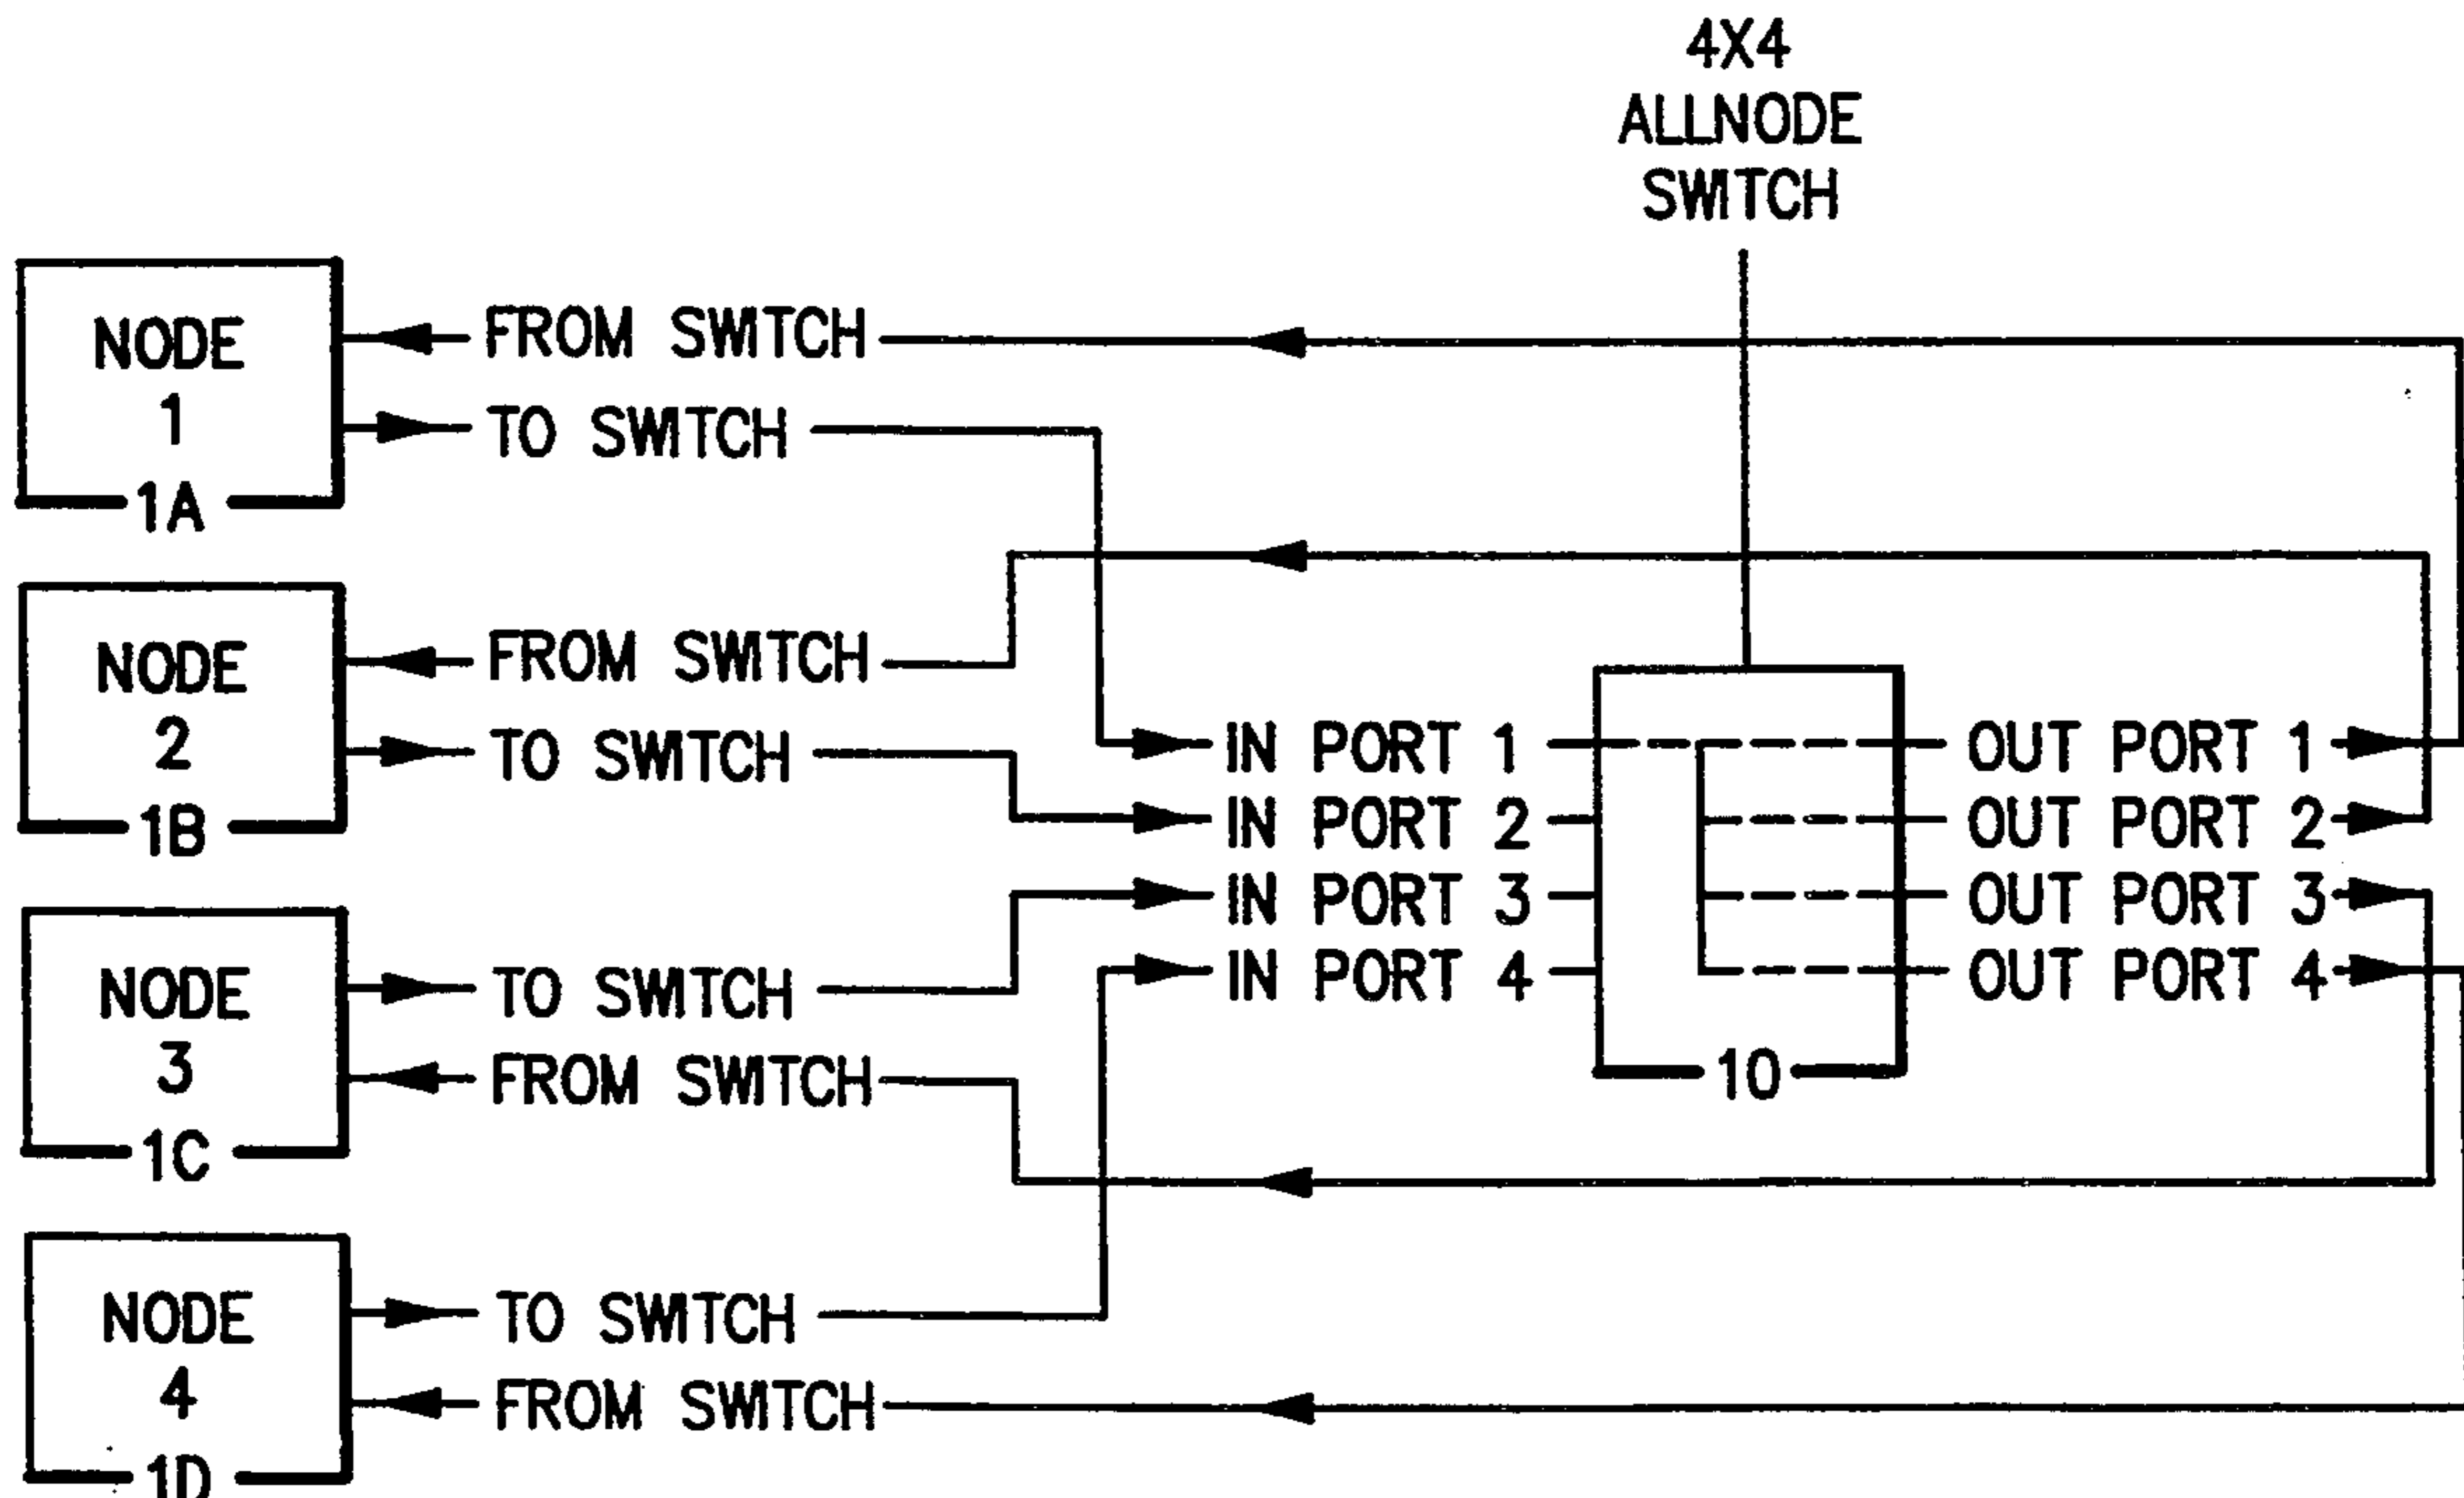 4X4
ALLNODE
SWITCH
NODE
1
1A
FROM SWITCH
TO SWITCH
NODE
2
1B
FROM SWITCH
TO SWITCH
NODE
3
1C
TO SWITCH
FROM SWITCH
NODE
4
1D
TO SWITCH
FROM SWITCH
IN PORT 1
IN PORT 2
IN PORT 3
IN PORT 4
10
OUT PORT 1
OUT PORT 2
OUT PORT 3
OUT PORT 4